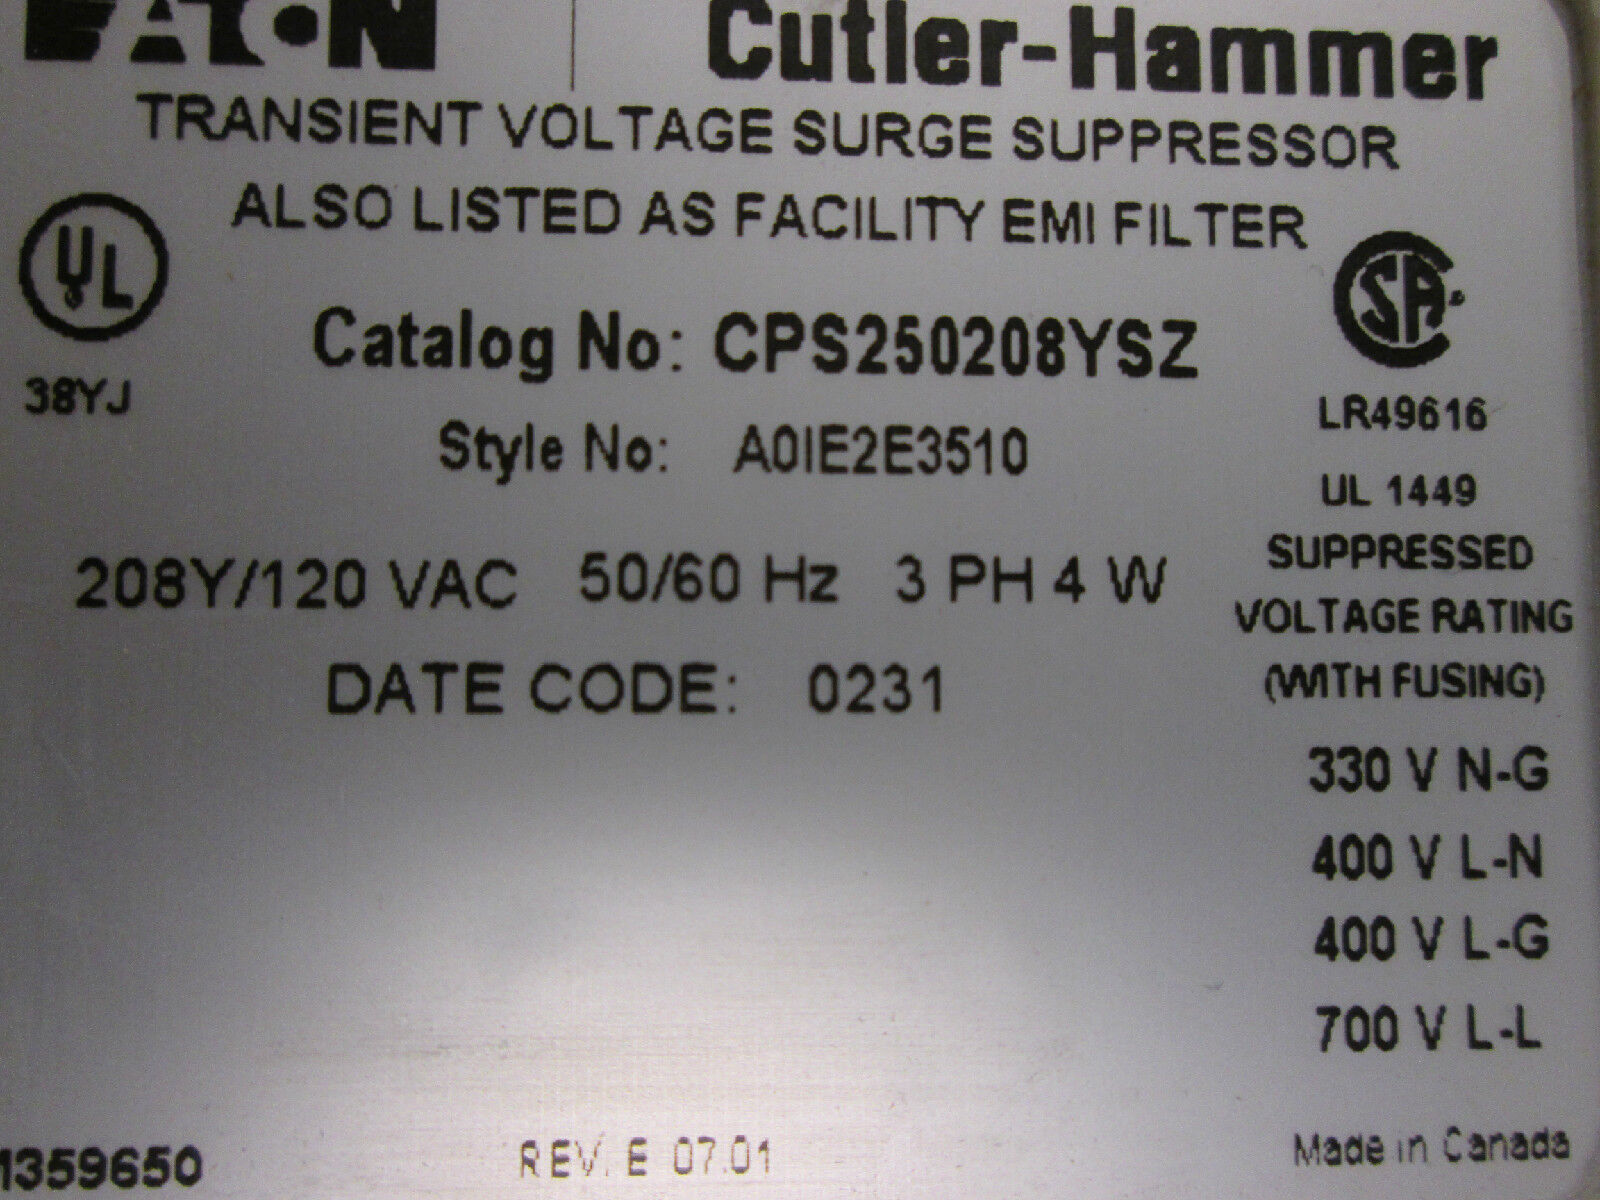 EATON Cutler-Hammer
TRANSIENT VOLTAGE SURGE SUPPRESSOR
ALSO LISTED AS FACILITY EMI FILTER
UL
38YJ
Catalog No: CPS250208YSZ
Style No: A0IE2E3510
208Y/120 VAC 50/60 Hz 3 PH 4 W
DATE CODE: 0231
CSA
LR49616
UL 1449
SUPPRESSED
VOLTAGE RATING
(WITH FUSING)
330 V N-G
400 V L-N
400 V L-G
700 V L-L
1359650
REV. E 07.01
Made in Canada